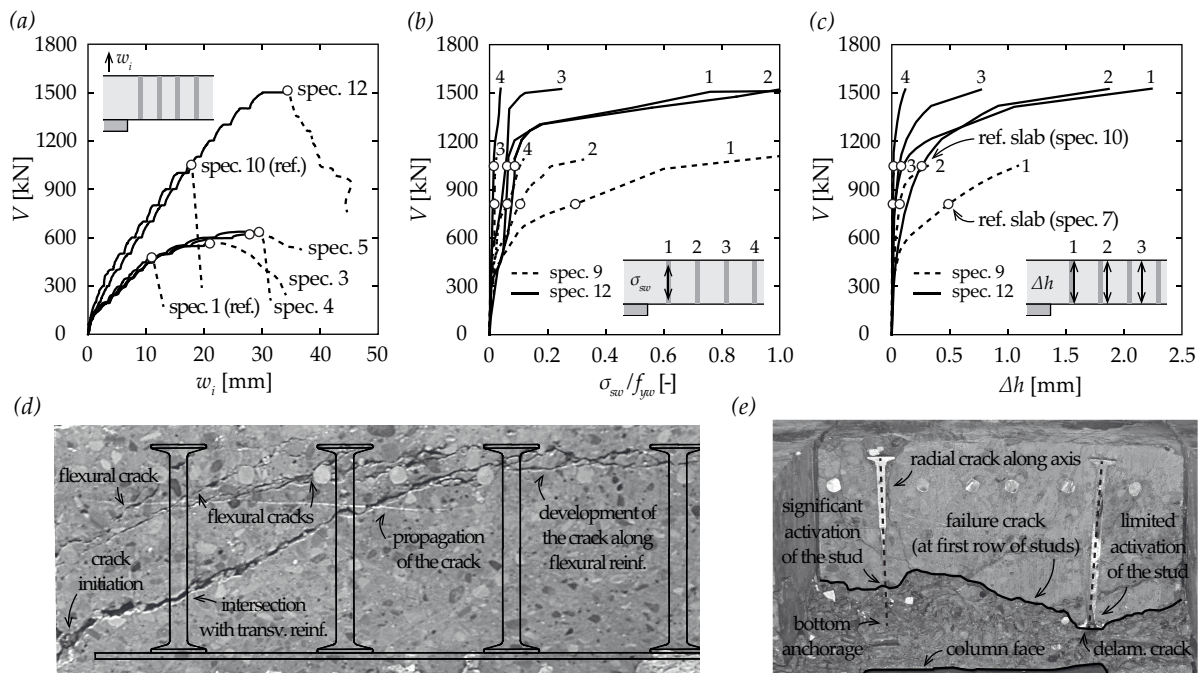 (a)
1800
1500
1200
900
600
300
0
V [kN]
0 10 20 30 40 50
w_i [mm]
w_i
spec. 12
spec. 10 (ref.)
spec. 5
spec. 3
spec. 1 (ref.)
spec. 4
(b)
1800
1500
1200
900
600
300
0
V [kN]
0 0.2 0.4 0.6 0.8 1.0
σ_sw/f_yw [-]
4 3 1 2
3 4 2 1
spec. 9
spec. 12
1 2 3 4
σ_sw
(c)
1800
1500
1200
900
600
300
0
V [kN]
0 0.5 1.0 1.5 2.0 2.5
Δh [mm]
4 3 2 1
ref. slab (spec. 10)
3 2 1
ref. slab (spec. 7)
spec. 9
spec. 12
1 2 3
Δh
(d)
flexural crack
flexural cracks
crack
initiation
propagation
of the crack
development of
the crack along
flexural reinf.
intersection
with transv. reinf.
(e)
radial crack along axis
significant
activation
of the stud
failure crack
(at first row of studs)
limited
activation
of the stud
bottom
anchorage
column face
delam. crack